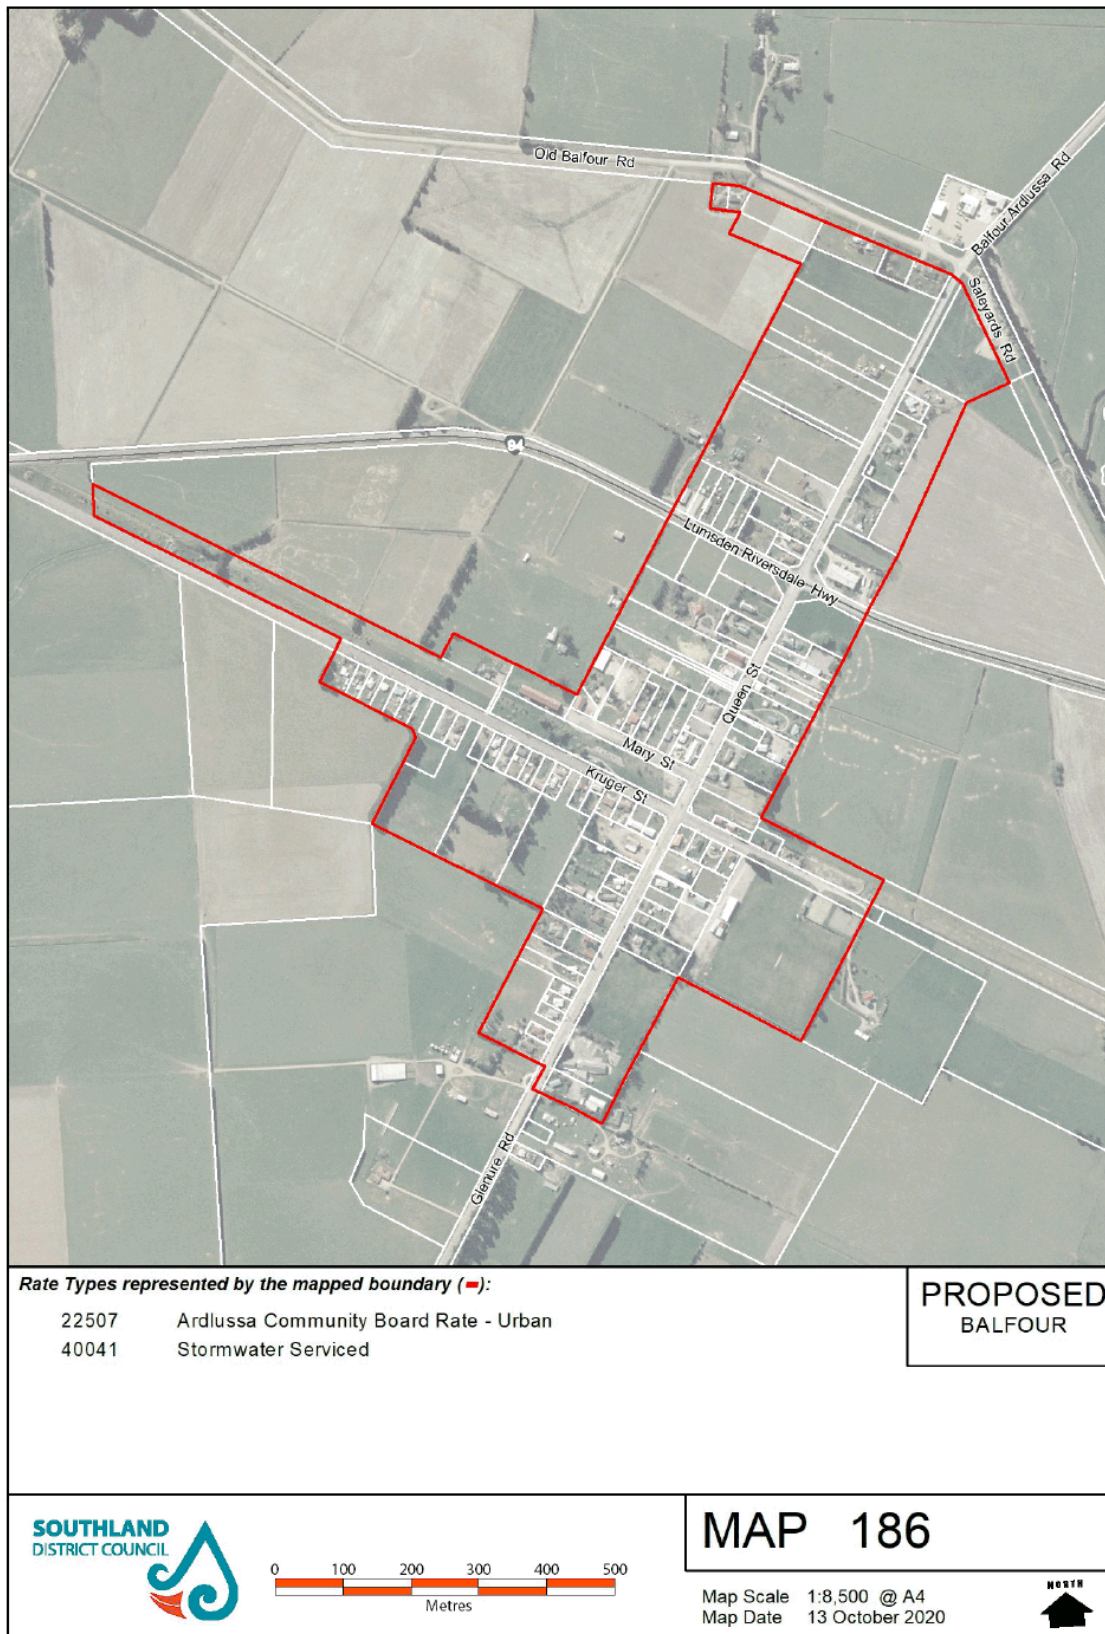 Old Balfour Rd
Balfour Ardlussa Rd
Saleyards Rd
94
Lumsden Riversdale Hwy
Queen St
Mary St
Kruger St
Glenure Rd
Rate Types represented by the mapped boundary (-):
22507 Ardlussa Community Board Rate - Urban
40041 Stormwater Serviced
PROPOSED
BALFOUR
SOUTHLAND
DISTRICT COUNCIL
0 100 200 300 400 500
Metres
MAP 186
Map Scale 1:8,500 @ A4
Map Date 13 October 2020
NORTH